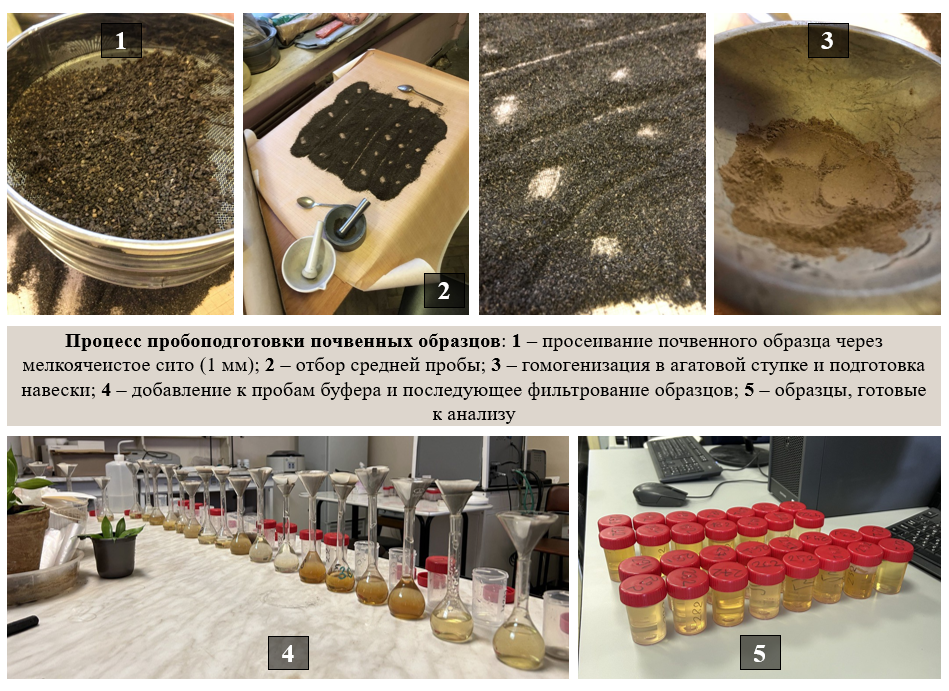 1
2
3
Процесс пробоподготовки почвенных образцов: 1 – просеивание почвенного образца через
мелкоячеистое сито (1 мм); 2 – отбор средней пробы; 3 – гомогенизация в агатовой ступке и подготовка
навески; 4 – добавление к пробам буфера и последующее фильтрование образцов; 5 – образцы, готовые
к анализу
4
5